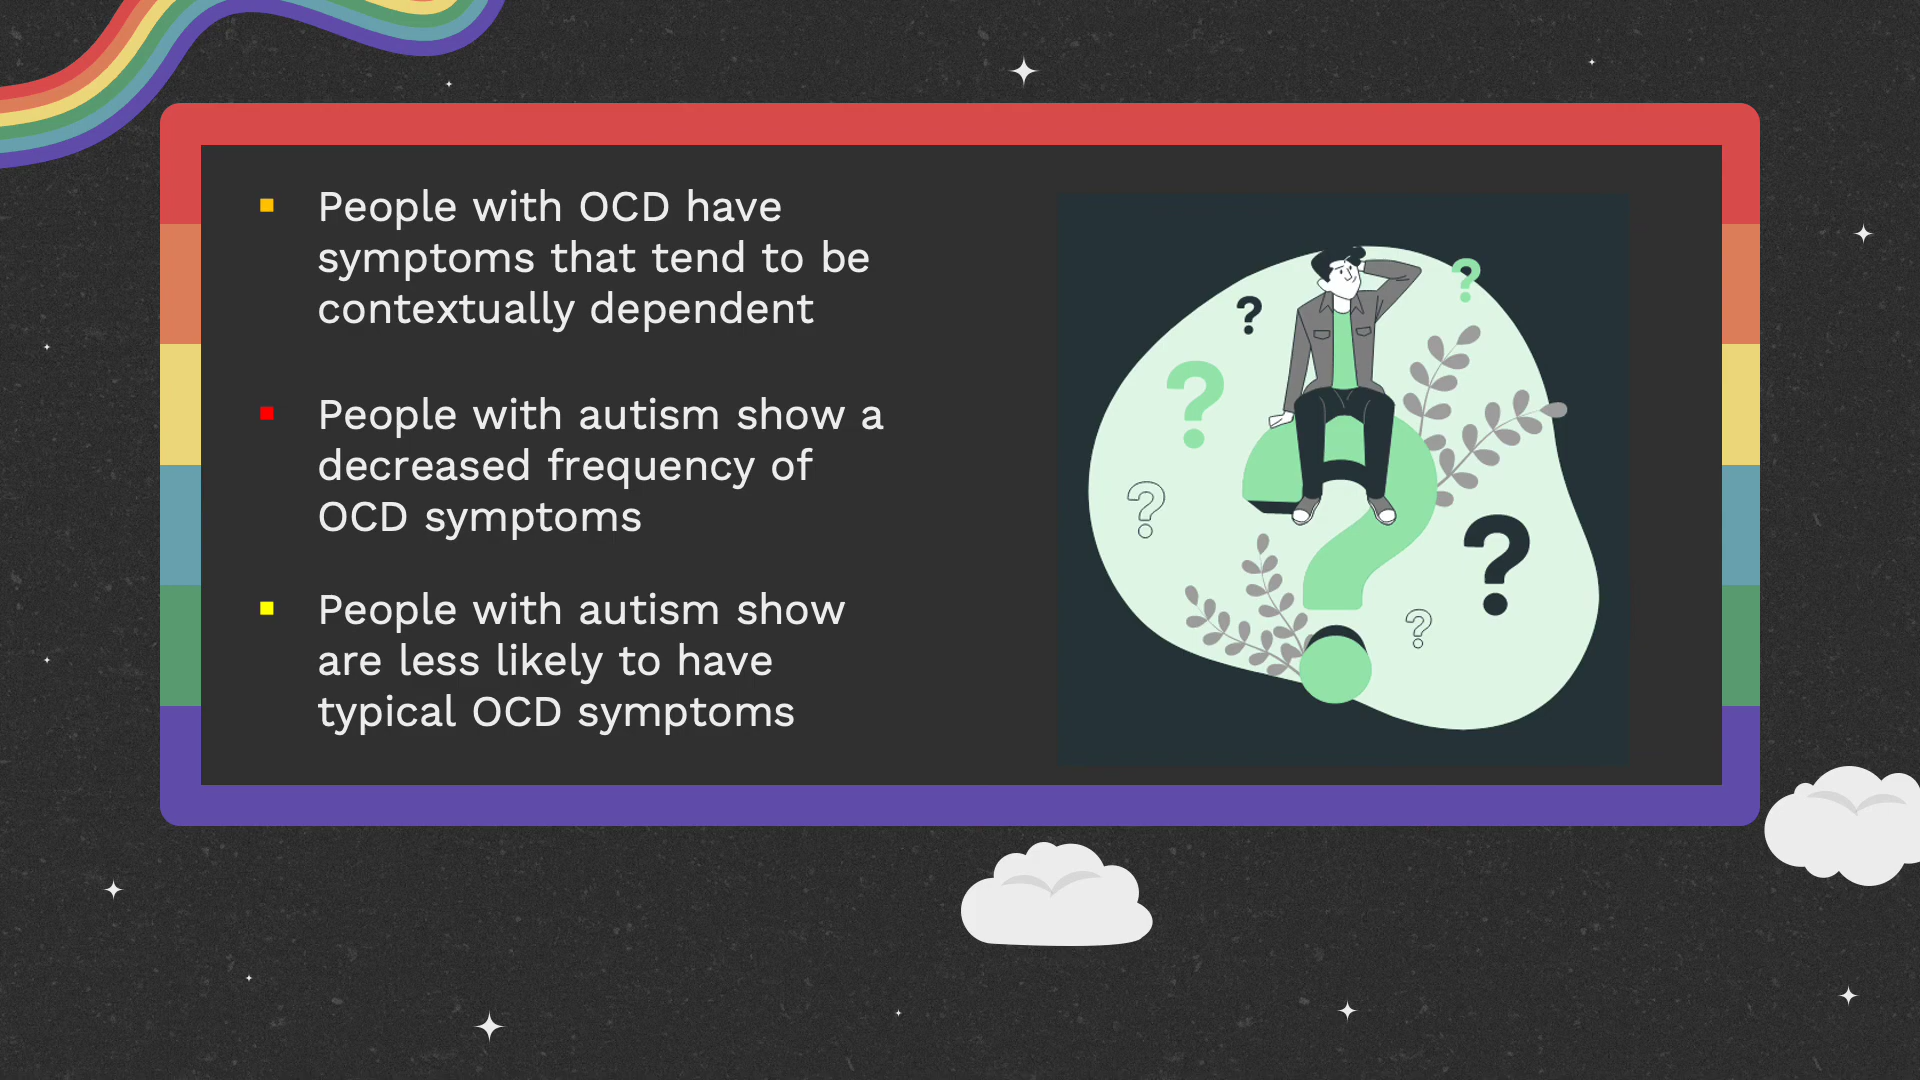 People with OCD have
symptoms that tend to be
contextually dependent
People with autism show a
decreased frequency of
OCD symptoms
People with autism show
are less likely to have
typical OCD symptoms
? ? ? ? ? ? ?